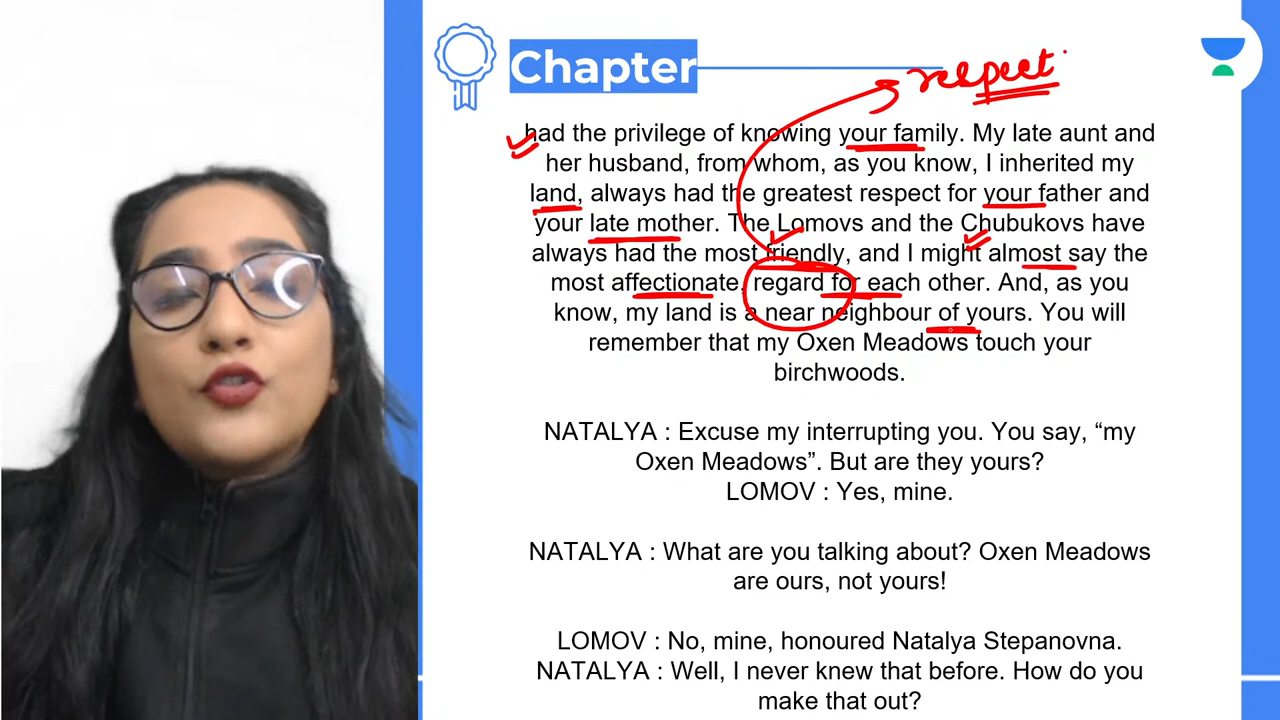 Chapter
respect
had the privilege of knowing your family. My late aunt and
her husband, from whom, as you know, I inherited my
land, always had the greatest respect for your father and
your late mother. The Lomovs and the Chubukovs have
always had the most friendly, and I might almost say the
most affectionate, regard for each other. And, as you
know, my land is a near neighbour of yours. You will
remember that my Oxen Meadows touch your
birchwoods.
NATALYA : Excuse my interrupting you. You say, “my
Oxen Meadows”. But are they yours?
LOMOV : Yes, mine.
NATALYA : What are you talking about? Oxen Meadows
are ours, not yours!
LOMOV : No, mine, honoured Natalya Stepanovna.
NATALYA : Well, I never knew that before. How do you
make that out?